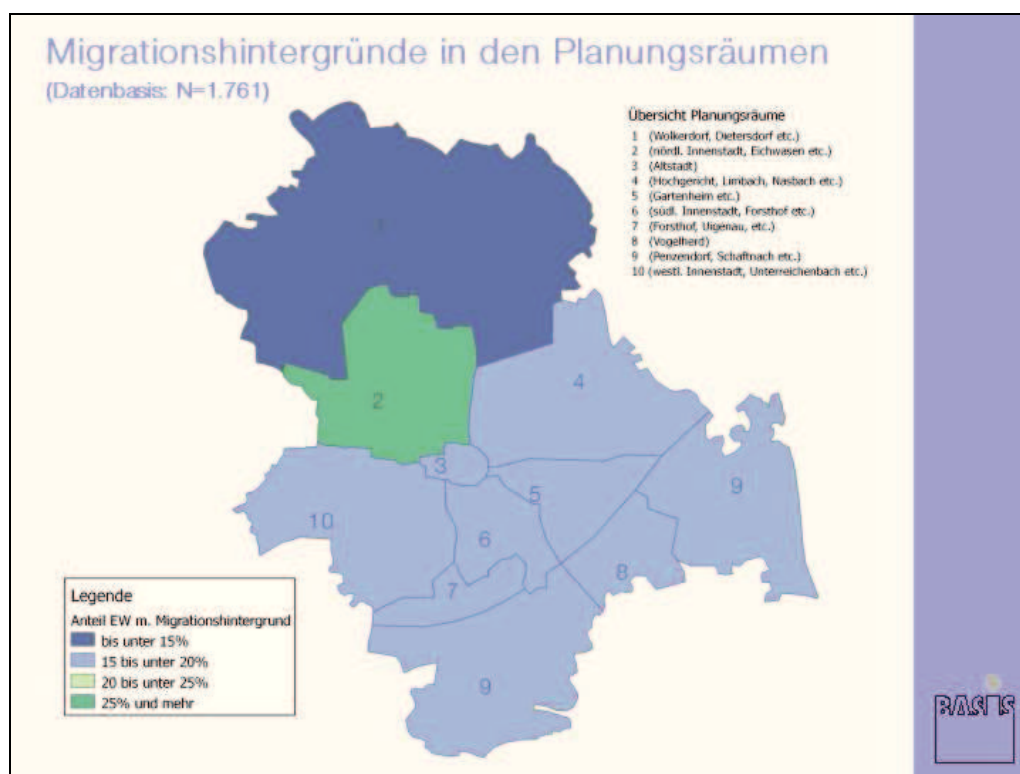 Migrationshintergründe in den Planungsräumen
(Datenbasis: N=1.761)
Übersicht Planungsräume
1 (Wolkerdorf, Dietersdorf etc.)
2 (nördl. Innenstadt, Eichwasen etc.)
3 (Altstadt)
4 (Hochgericht, Limbach, Nasbach etc.)
5 (Gartenheim etc.)
6 (südl. Innenstadt, Forsthof etc.)
7 (Forsthof, Uigenau, etc.)
8 (Vogelherd)
9 (Penzendorf, Schaftnach etc.)
10 (westl. Innenstadt, Unterreichenbach etc.)
1
4
2
3
9
5
10
6
8
7
9
Legende
Anteil EW m. Migrationshintergrund
bis unter 15%
15 bis unter 20%
20 bis unter 25%
25% und mehr
BASIS